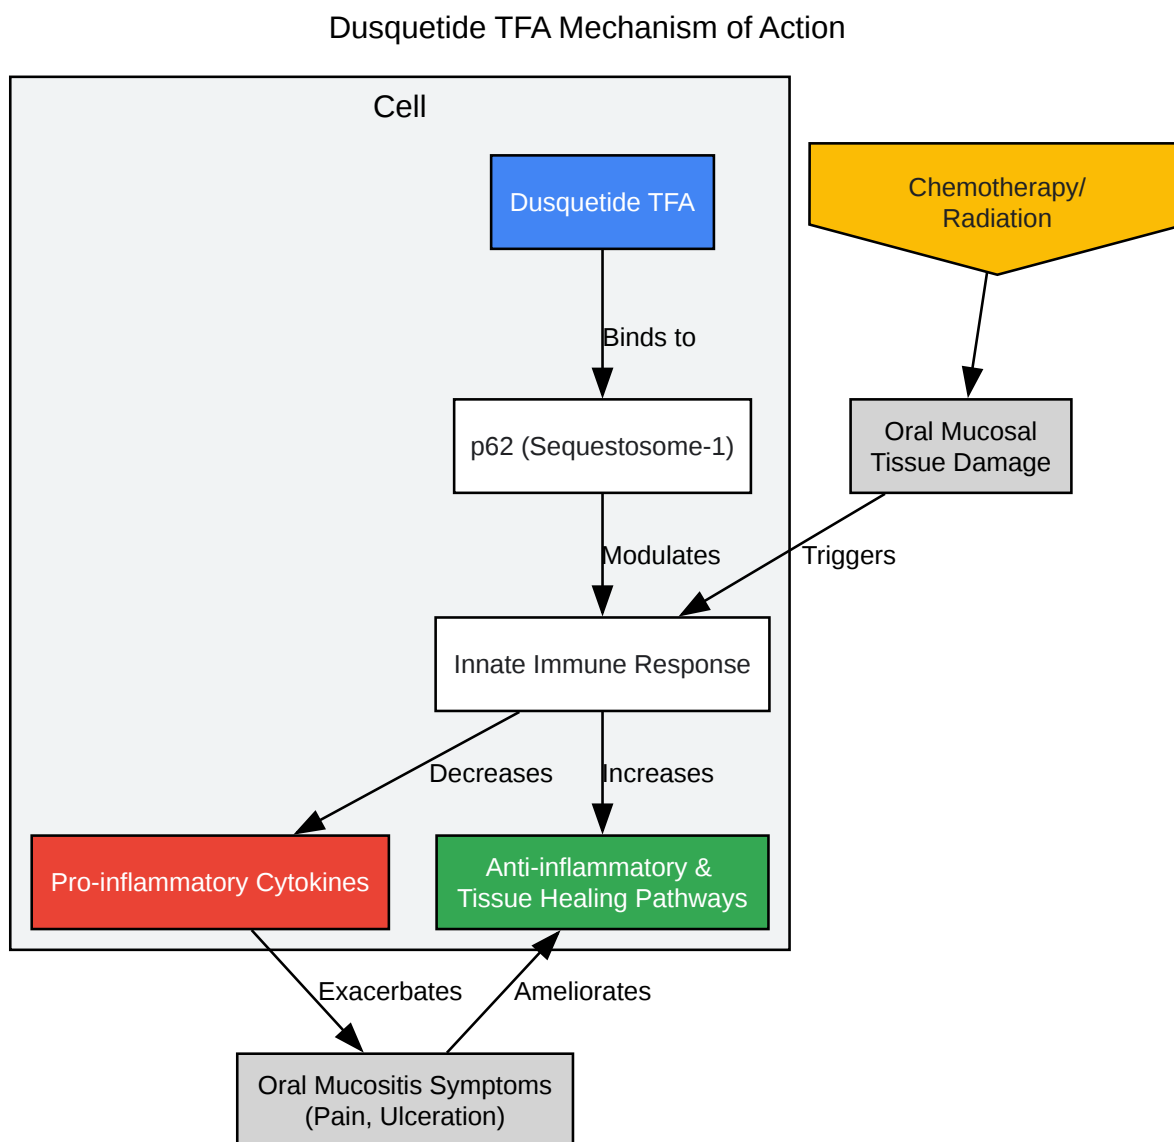 Dusquetide TFA Mechanism of Action
Cell
Dusquetide TFA
Chemotherapy/
Radiation
Binds to
p62 (Sequestosome-1)
Oral Mucosal
Tissue Damage
Modulates
Triggers
Innate Immune Response
Decreases
Increases
Pro-inflammatory Cytokines
Anti-inflammatory &
Tissue Healing Pathways
Exacerbates
Ameliorates
Oral Mucositis Symptoms
(Pain, Ulceration)